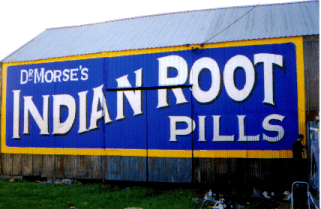 DR MORSE'S
INDIAN ROOT
PILLS